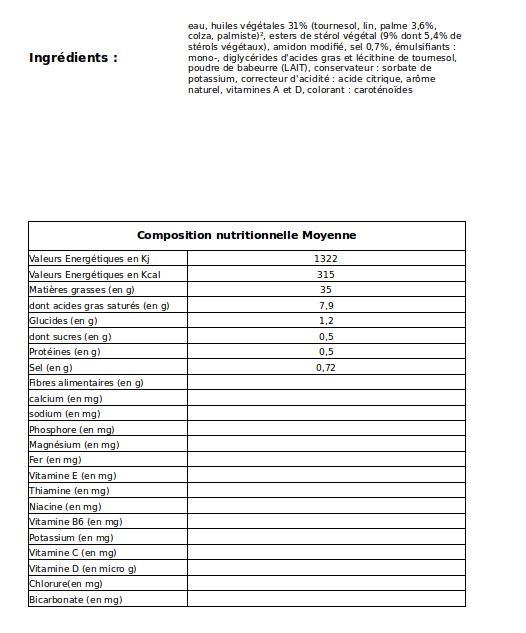 eau, huiles végétales 31% (tournesol, lin, palme 3,6%,
colza, palmiste)², esters de stérol végétal (9% dont 5,4% de
stérols végétaux), amidon modifié, sel 0,7%, émulsifiants :
Ingrédients :
mono-, diglycérides d'acides gras et lécithine de tournesol,
poudre de babeurre (LAIT), conservateur : sorbate de
potassium, correcteur d'acidité : acide citrique, arôme
naturel, vitamines A et D, colorant : caroténoïdes
Composition nutritionnelle Moyenne
Valeurs Energétiques en Kj 1322
Valeurs Energétiques en Kcal 315
Matières grasses (en g) 35
dont acides gras saturés (en g) 7,9
Glucides (en g) 1,2
dont sucres (en g) 0,5
Protéines (en g) 0,5
Sel (en g) 0,72
Fibres alimentaires (en g)
calcium (en mg)
sodium (en mg)
Phosphore (en mg)
Magnésium (en mg)
Fer (en mg)
Vitamine E (en mg)
Thiamine (en mg)
Niacine (en mg)
Vitamine B6 (en mg)
Potassium (en mg)
Vitamine C (en mg)
Vitamine D (en micro g)
Chlorure(en mg)
Bicarbonate (en mg)